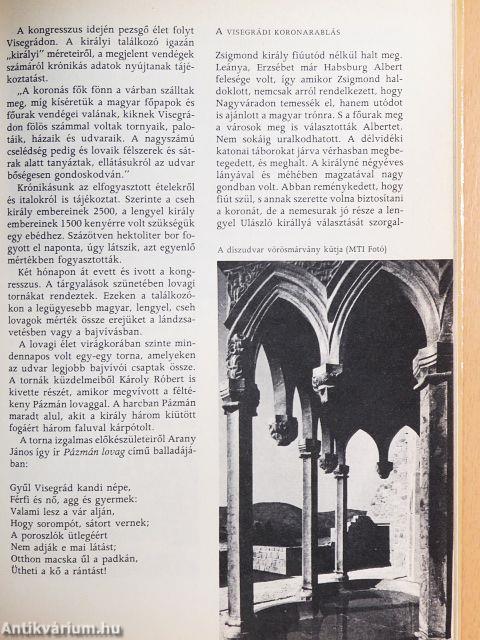 A kongresszus idején pezsgő élet folyt
Visegrádon. A királyi találkozó igazán
„királyi” méreteiről, a megjelent vendégek
számáról krónikás adatok nyújtanak tájé-
koztatást.
„A koronás fők fönn a várban szálltak
meg, míg kíséretük a magyar főpapok és
főurak vendégei valának, kiknek Visegrá-
don fölös számmal voltak tornyaik, palo-
táik, házaik és udvaraik. A nagyszámú
cselédség pedig és lovaik félszerek és sát-
rak alatt tanyáztak, ellátásukról az udvar
bőségesen gondoskodván.”
Krónikásunk az elfogyasztott ételekről
és italokról is tájékoztat. Szerinte a cseh
király embereinek 2500, a lengyel király
embereinek 1500 kenyérre volt szükségük
egy ebédhez. Százötven hektoliter bor fo-
gyott el naponta, úgy látszik, azt egyenlő
mértékben fogyasztották.
Két hónapon át evett és ivott a kong-
resszus. A tárgyalások szünetében lovagi
tornákat rendeztek. Ezeken a találkozó-
kon a legügyesebb magyar, lengyel, cseh
lovagok mérték össze erejüket a lándzsa-
vetésben vagy a bajvívásban.
A lovagi élet virágkorában szinte min-
dennapos volt egy-egy torna, amelyeken
az udvar legjobb bajvívói csaptak össze.
A tornák küzdelmeiből Károly Róbert is
kivette részét, amikor megvívott a félté-
keny Pázmán lovaggal. A harcban Pázmán
maradt alul, akit a király három kiütött
fogáért három faluval kárpótolt.
A torna izgalmas előkészületeiről Arany
János így ír Pázmán lovag című balladájá-
ban:
Gyűl Visegrád kandi népe,
Férfi és nő, agg és gyermek:
Valami lesz a vár alján,
Hogy sorompót, sátort vernek;
A poroszlók ütlegéért
Nem adják e mai látást;
Otthon macska űl a padkán,
Ütheti a kő a rántást!
A VISEGRÁDI KORONARABLÁS
Zsigmond király fiúutód nélkül halt meg.
Leánya, Erzsébet már Habsburg Albert
felesége volt, így amikor Zsigmond hal-
doklott, nemcsak arról rendelkezett, hogy
Nagyváradon temessék el, hanem utódot
is ajánlott a magyar trónra. S a főurak meg
a városok meg is választották Albertet.
Nem sokáig uralkodhatott. A délvidéki
katonai táborokat járva vérhasban megbe-
tegedett, és meghalt. A királyné négyéves
lányával és méhében magzatával nagy
gondban volt. Abban reménykedett, hogy
fiút szül, s annak szerette volna biztosítani
a koronát, de a nemesurak jó része a len-
gyel Ulászló királlyá választását szorgal-
A díszudvar vörösmárvány kútja (MTI Fotó)
Antikvárium.hu